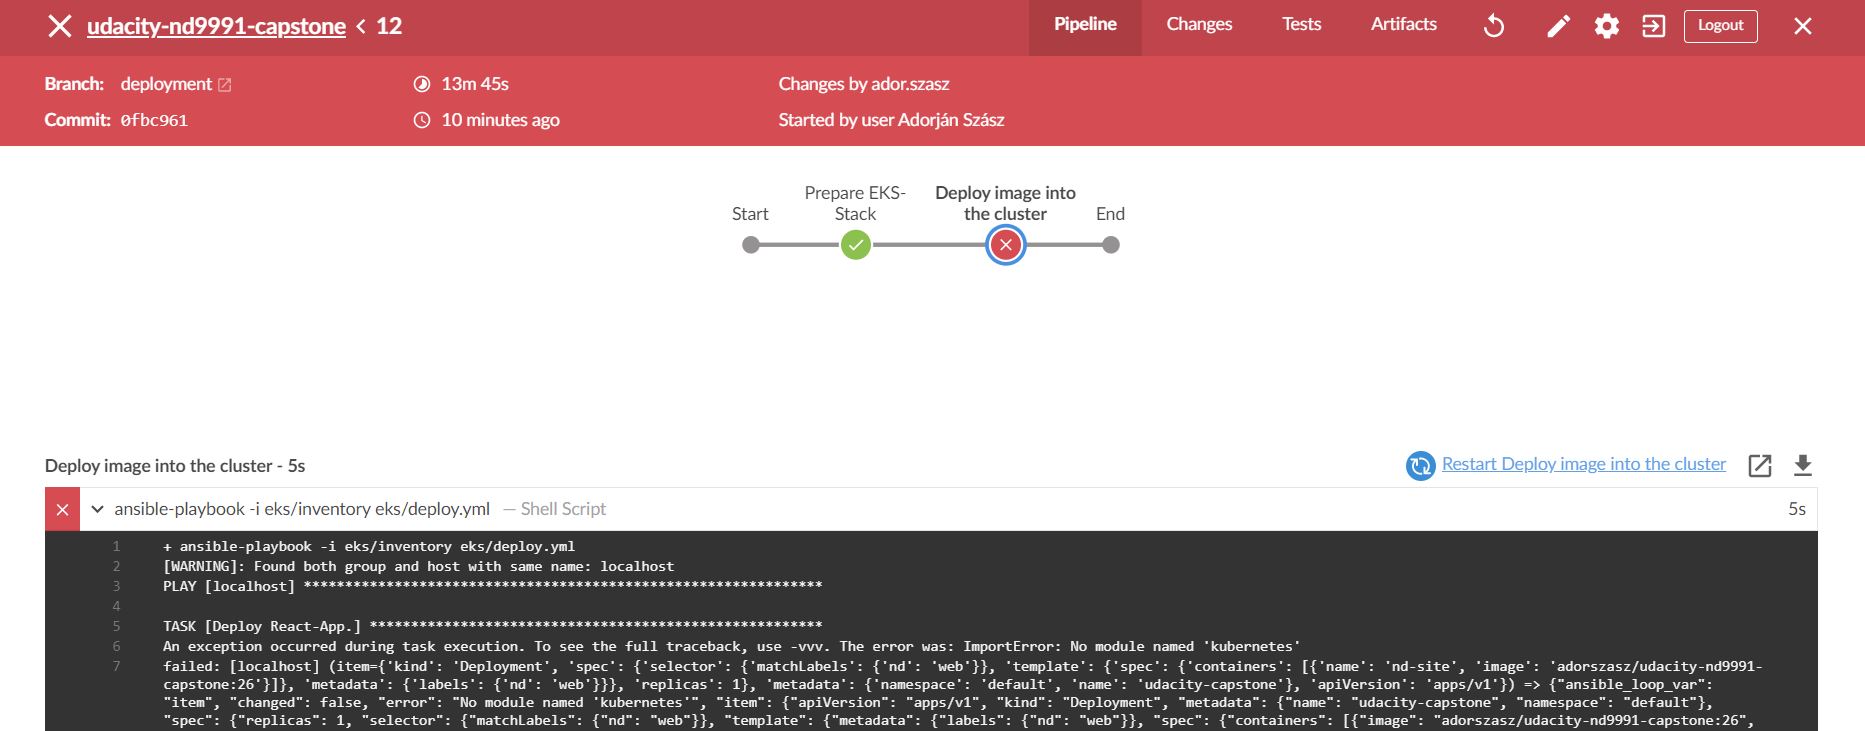 udacity-nd9991-capstone < 12
Pipeline
Changes
Tests
Artifacts
Logout
Branch: deployment
13m 45s
Changes by ador.szasz
Commit: 0fbc961
10 minutes ago
Started by user Adorján Szász
Start
Prepare EKS-
Stack
Deploy image into
the cluster
End
Deploy image into the cluster - 5s
Restart Deploy image into the cluster
ansible-playbook -i eks/inventory eks/deploy.yml — Shell Script
5s
1 + ansible-playbook -i eks/inventory eks/deploy.yml
2 [WARNING]: Found both group and host with same name: localhost
3 PLAY [localhost] ***************************************************************
4
5 TASK [Deploy React-App.] *******************************************************
6 An exception occurred during task execution. To see the full traceback, use -vvv. The error was: ImportError: No module named 'kubernetes'
7 failed: [localhost] (item={'kind': 'Deployment', 'spec': {'selector': {'matchLabels': {'nd': 'web'}}, 'template': {'spec': {'containers': [{'name': 'nd-site', 'image': 'adorszasz/udacity-nd9991-
capstone:26'}]}, 'metadata': {'labels': {'nd': 'web'}}}, 'replicas': 1}, 'metadata': {'namespace': 'default', 'name': 'udacity-capstone'}, 'apiVersion': 'apps/v1'}) => {"ansible_loop_var":
"item", "changed": false, "error": "No module named 'kubernetes'", "item": {"apiVersion": "apps/v1", "kind": "Deployment", "metadata": {"name": "udacity-capstone", "namespace": "default"},
"spec": {"replicas": 1, "selector": {"matchLabels": {"nd": "web"}}, "template": {"metadata": {"labels": {"nd": "web"}}, "spec": {"containers": [{"image": "adorszasz/udacity-nd9991-capstone:26",